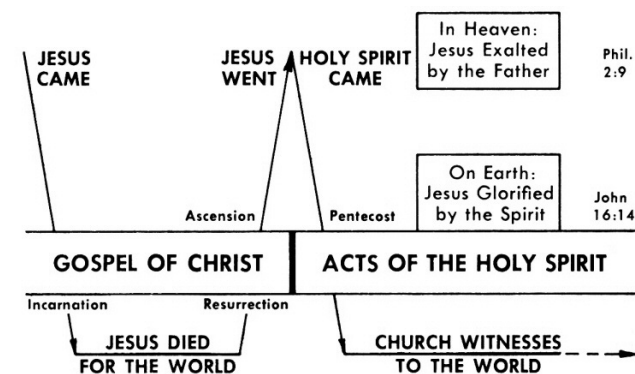 JESUS
CAME
JESUS
WENT
HOLY SPIRIT
CAME
In Heaven:
Jesus Exalted
by the Father
Phil.
2:9
On Earth:
Jesus Glorified
by the Spirit
John
16:14
Ascension
Pentecost
GOSPEL OF CHRIST
ACTS OF THE HOLY SPIRIT
Incarnation
Resurrection
JESUS DIED
FOR THE WORLD
CHURCH WITNESSES
TO THE WORLD